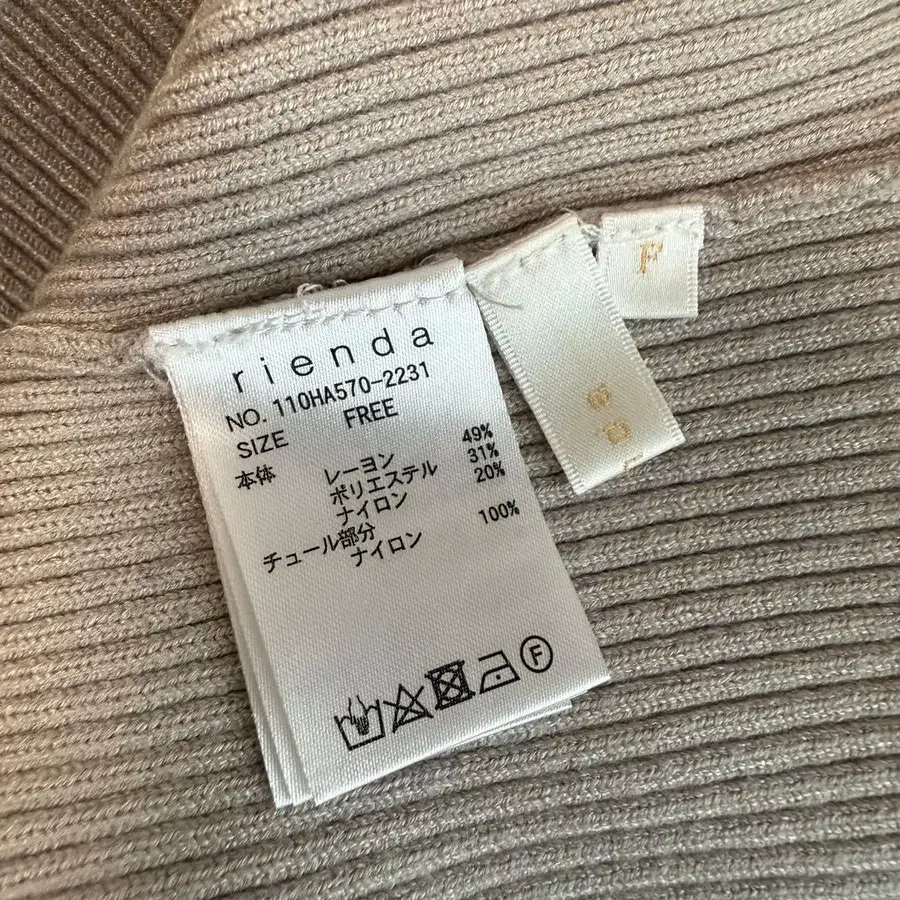 rienda
NO. 110HA570-2231
SIZE FREE
本体 レーヨン 49%
ポリエステル 31%
ナイロン 20%
チュール部分
ナイロン 100%
F
F